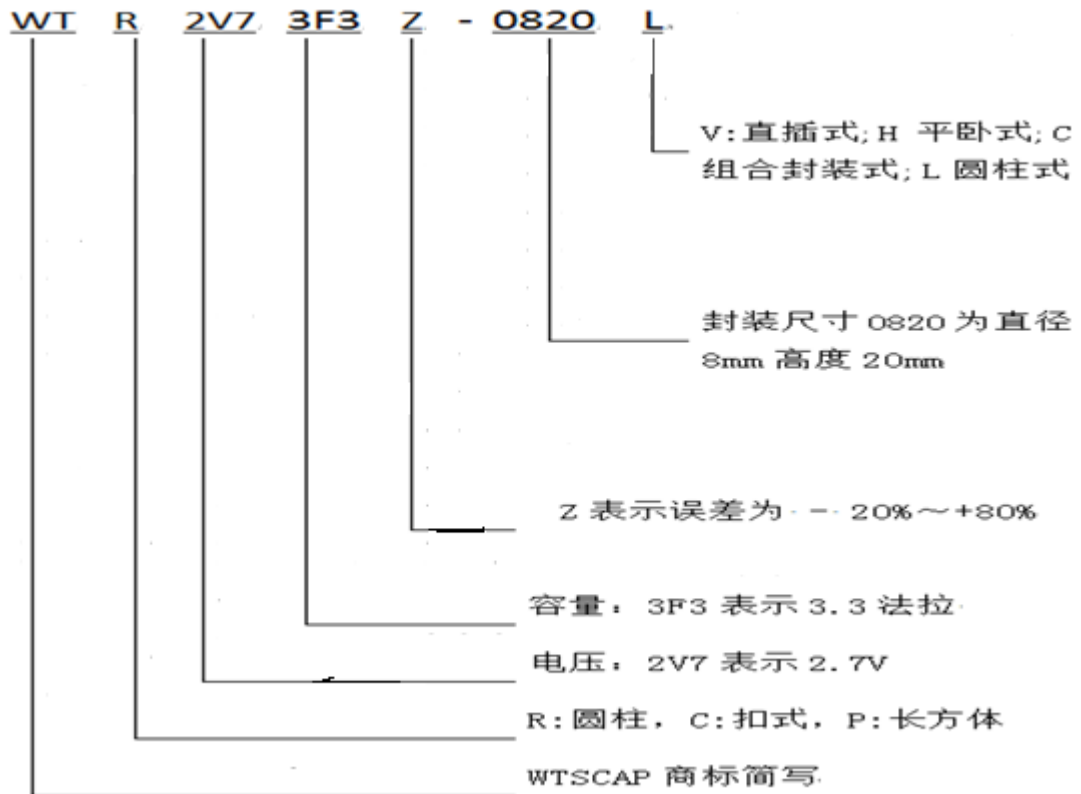 WT R 2V7 3F3 Z - 0820 L
V:直插式;H 平卧式;C
组合封装式;L 圆柱式
封装尺寸 0820 为直径
8mm 高度 20mm
Z 表示误差为 - 20%～+80%
容量：3F3 表示 3.3 法拉
电压：2V7 表示 2.7V
R:圆柱，C:扣式，P:长方体
WTSCAP 商标简写